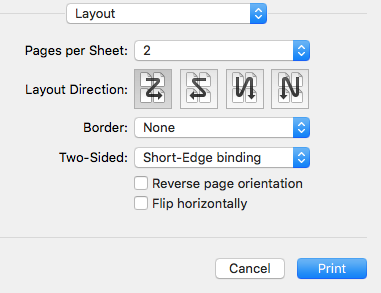 Layout
Pages per Sheet: 2
Layout Direction:
Border: None
Two-Sided: Short-Edge binding
Reverse page orientation
Flip horizontally
Cancel Print